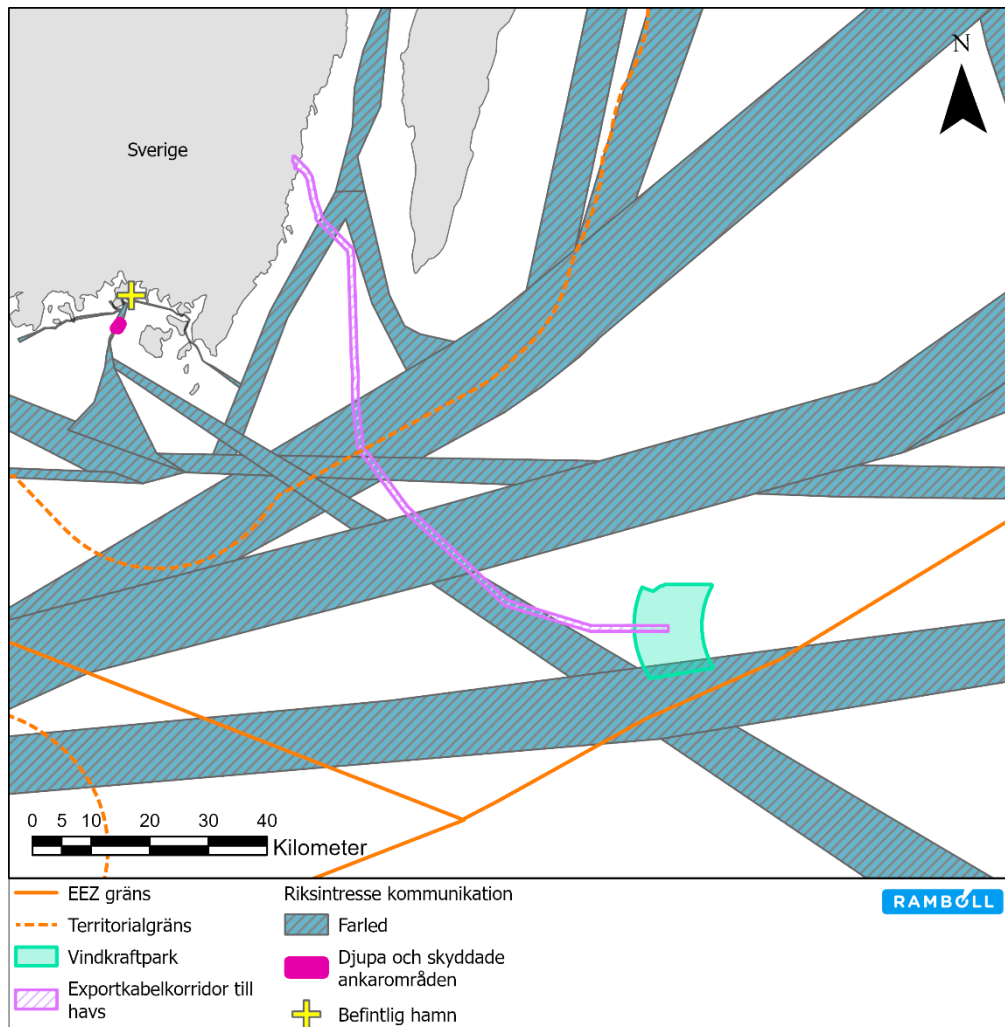 N
Sverige
0 5 10 20 30 40
Kilometer
EEZ gräns
Territorialgräns
Vindkraftpark
Exportkabelkorridor till
havs
Riksintresse kommunikation
Farled
Djupa och skyddade
ankarområden
Befintlig hamn
RAMBOLL